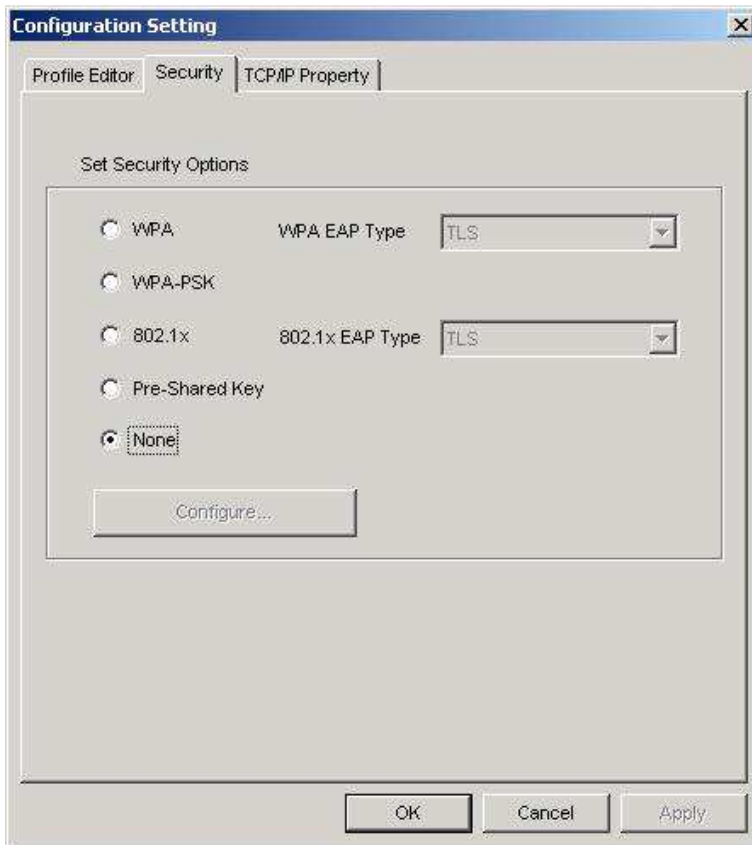 Configuration Setting
Profile Editor Security TCP/IP Property
Set Security Options
WPA WPA EAP Type TLS
WPA-PSK
802.1x 802.1x EAP Type TLS
Pre-Shared Key
None
Configure...
OK Cancel Apply